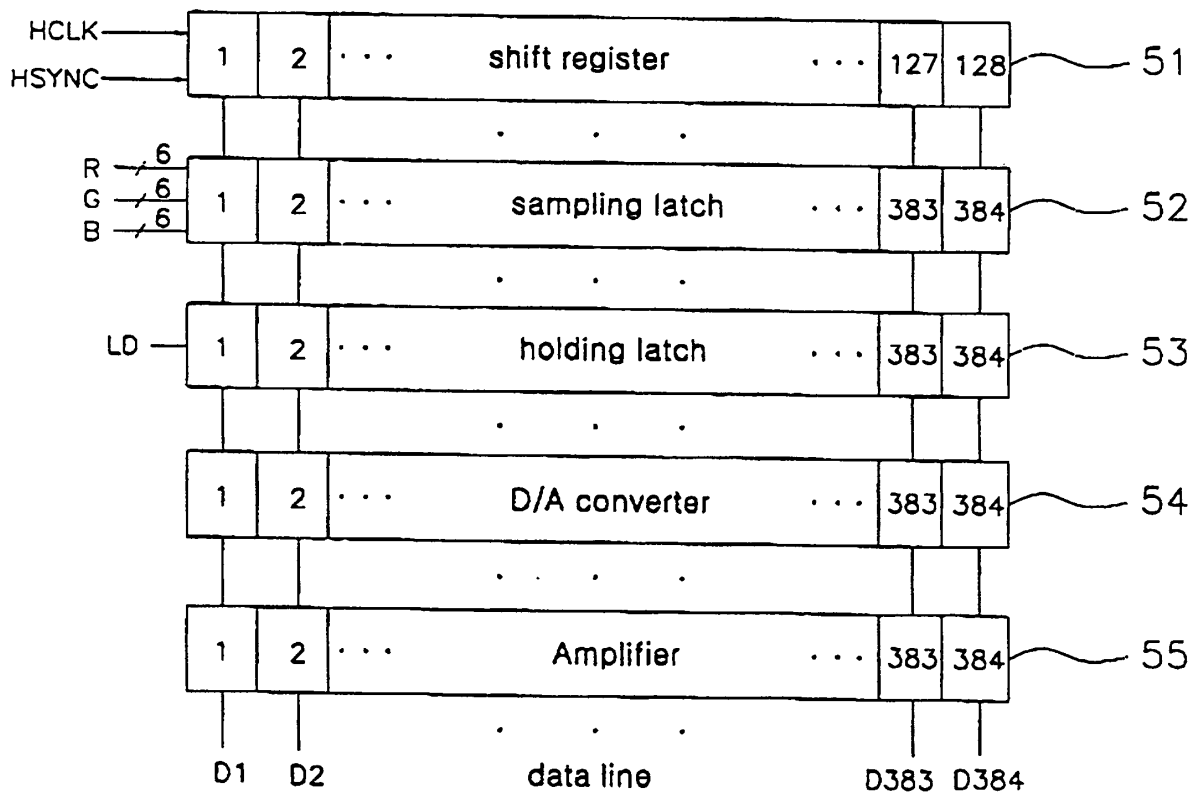 HCLK
HSYNC
1 2 ... shift register ... 127 128
51
R 6
G 6
B 6
1 2 ... sampling latch ... 383 384
52
LD
1 2 ... holding latch ... 383 384
53
1 2 ... D/A converter ... 383 384
54
1 2 ... Amplifier ... 383 384
55
D1 D2 data line D383 D384